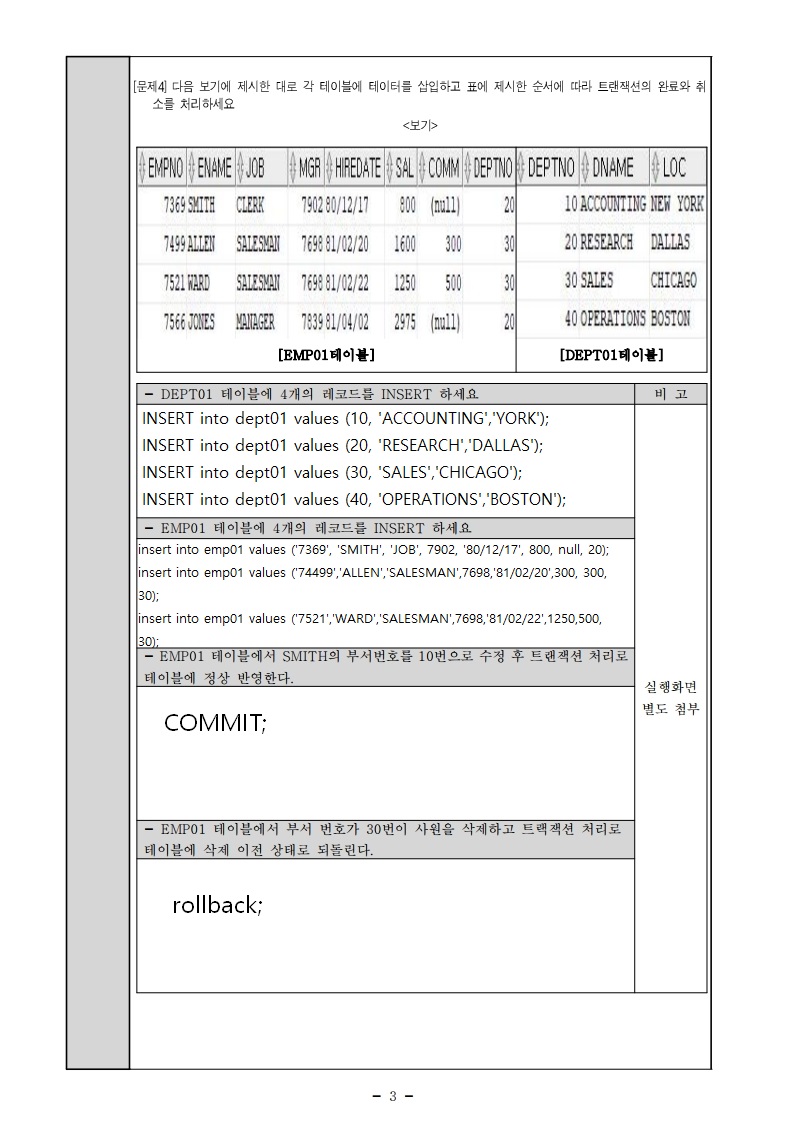 [문제4] 다음 보기에 제시한 대로 각 테이블에 테이터를 삽입하고 표에 제시한 순서에 따라 트랜잭션의 완료와 취
소를 처리하세요
<보기>
EMPNO ENAME JOB MGR HIREDATE SAL COMM DEPTNO DEPTNO DNAME LOC
7369 SMITH CLERK 7902 80/12/17 800 (null) 20 10 ACCOUNTING NEW YORK
7499 ALLEN SALESMAN 7698 81/02/20 1600 300 30 20 RESEARCH DALLAS
7521 WARD SALESMAN 7698 81/02/22 1250 500 30 30 SALES CHICAGO
7566 JONES MANAGER 7839 81/04/02 2975 (null) 20 40 OPERATIONS BOSTON
[EMP01테이블] [DEPT01테이블]
- DEPT01 테이블에 4개의 레코드를 INSERT 하세요 비 고
INSERT into dept01 values (10, 'ACCOUNTING','YORK');
INSERT into dept01 values (20, 'RESEARCH','DALLAS');
INSERT into dept01 values (30, 'SALES','CHICAGO');
INSERT into dept01 values (40, 'OPERATIONS','BOSTON');
- EMP01 테이블에 4개의 레코드를 INSERT 하세요
insert into emp01 values ('7369', 'SMITH', 'JOB', 7902, '80/12/17', 800, null, 20);
insert into emp01 values ('74499','ALLEN','SALESMAN',7698,'81/02/20',300, 300,
30);
insert into emp01 values ('7521','WARD','SALESMAN',7698,'81/02/22',1250,500,
30);
- EMP01 테이블에서 SMITH의 부서번호를 10번으로 수정 후 트랜잭션 처리로
테이블에 정상 반영한다.
실행화면
별도 첨부
COMMIT;
- EMP01 테이블에서 부서 번호가 30번이 사원을 삭제하고 트랙잭션 처리로
테이블에 삭제 이전 상태로 되돌린다.
rollback;
- 3 -